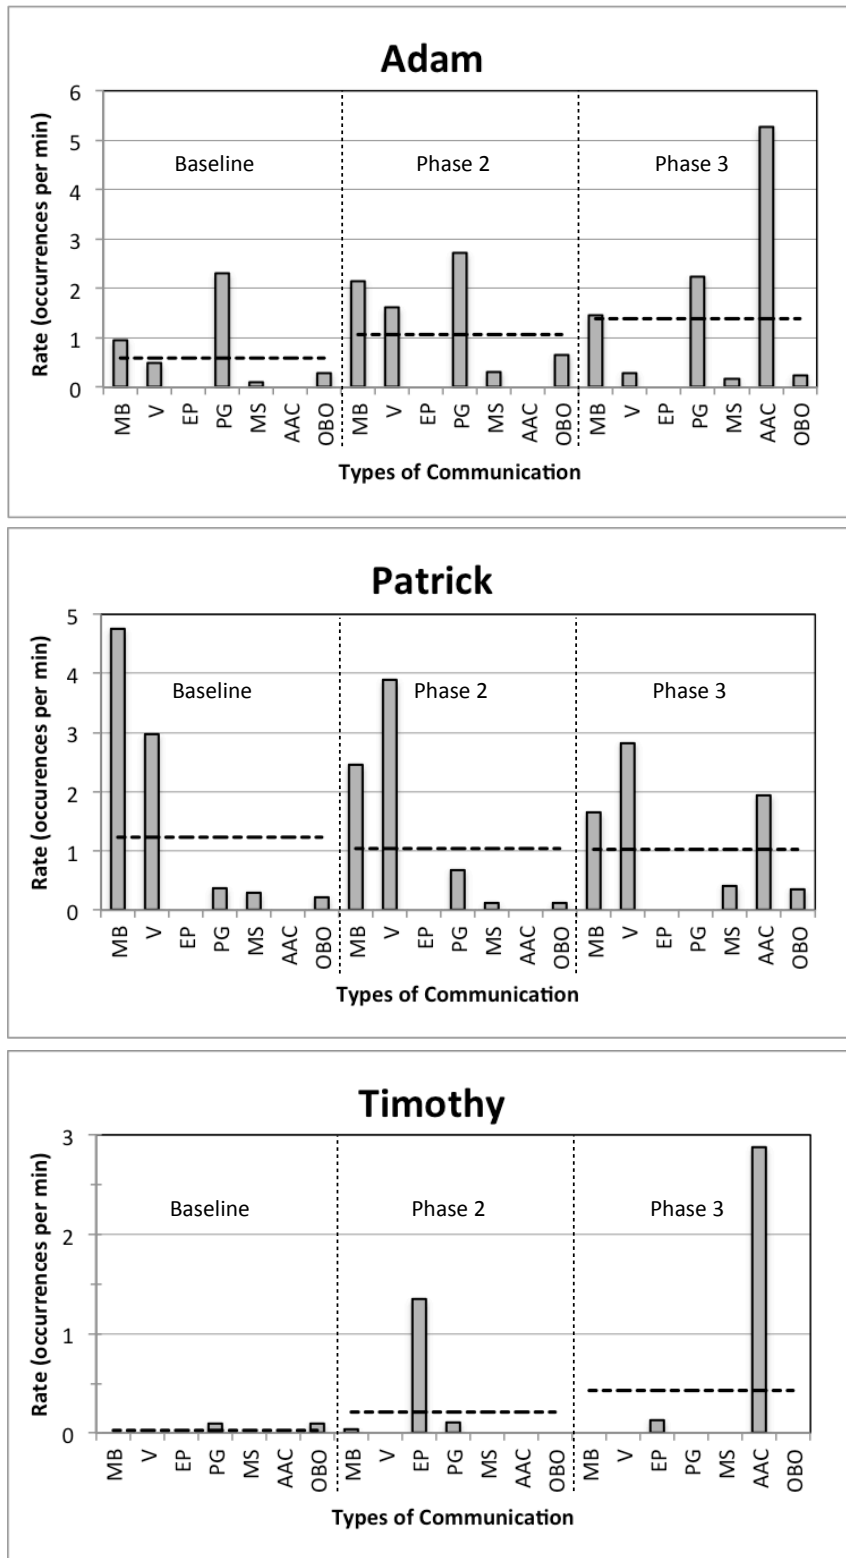 Adam
Rate (occurrences per min)
6
5
4
3
2
1
0
Baseline
Phase 2
Phase 3
MB V EP PG MS AAC OBO MB V EP PG MS AAC OBO MB V EP PG MS AAC OBO
Types of Communication
Patrick
Rate (occurences per min)
5
4
3
2
1
0
Baseline
Phase 2
Phase 3
MB V EP PG MS AAC OBO MB V EP PG MS AAC OBO MB V EP PG MS AAC OBO
Types of Communication
Timothy
Rate (occurrences per min)
3
2
1
0
Baseline
Phase 2
Phase 3
MB V EP PG MS AAC OBO MB V EP PG MS AAC OBO MB V EP PG MS AAC OBO
Types of Communication